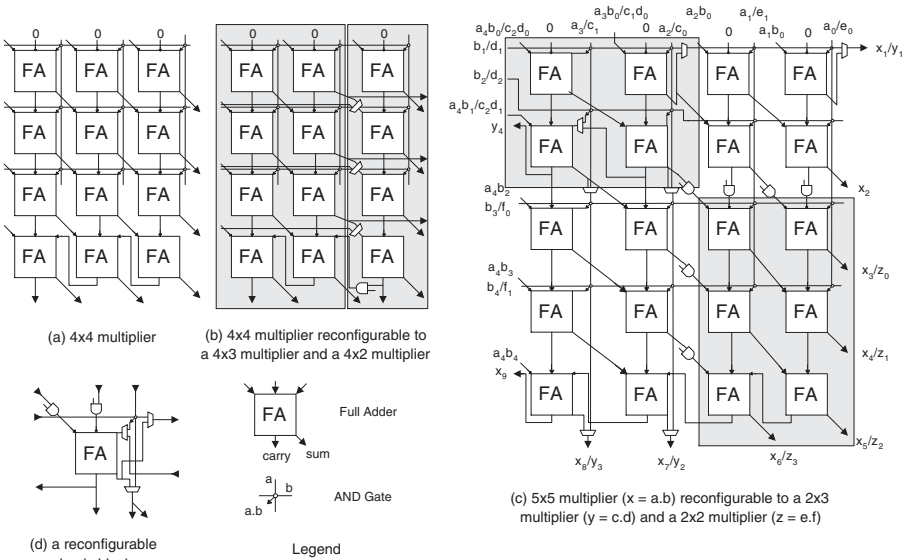 0 0 0
FA FA FA
FA FA FA
FA FA FA
FA FA FA
(a) 4x4 multiplier
0 0 0
FA FA FA
FA FA FA
FA FA FA
FA FA FA
(b) 4x4 multiplier reconfigurable to
a 4x3 multiplier and a 4x2 multiplier
a3b0/c1d0 a2b0 a1/e1
a4b0/c2d0 a3/c1 a2/c0 a1b0 a0/e0
0 0 0 0
b1/d1 x1/y1
FA FA FA FA
b2/d2
a4b1/c2d1
y4
FA FA FA FA
x2
a4b2
b3/f0
FA FA FA FA
x3/z0
a4b3
b4/f1
FA FA FA FA
x4/z1
a4b4
x9
FA FA FA FA
x5/z2
x8/y3 x7/y2 x6/z3
(c) 5x5 multiplier (x = a.b) reconfigurable to a 2x3
multiplier (y = c.d) and a 2x2 multiplier (z = e.f)
FA
(d) a reconfigurable
FA Full Adder
carry sum
a b
a.b AND Gate
Legend